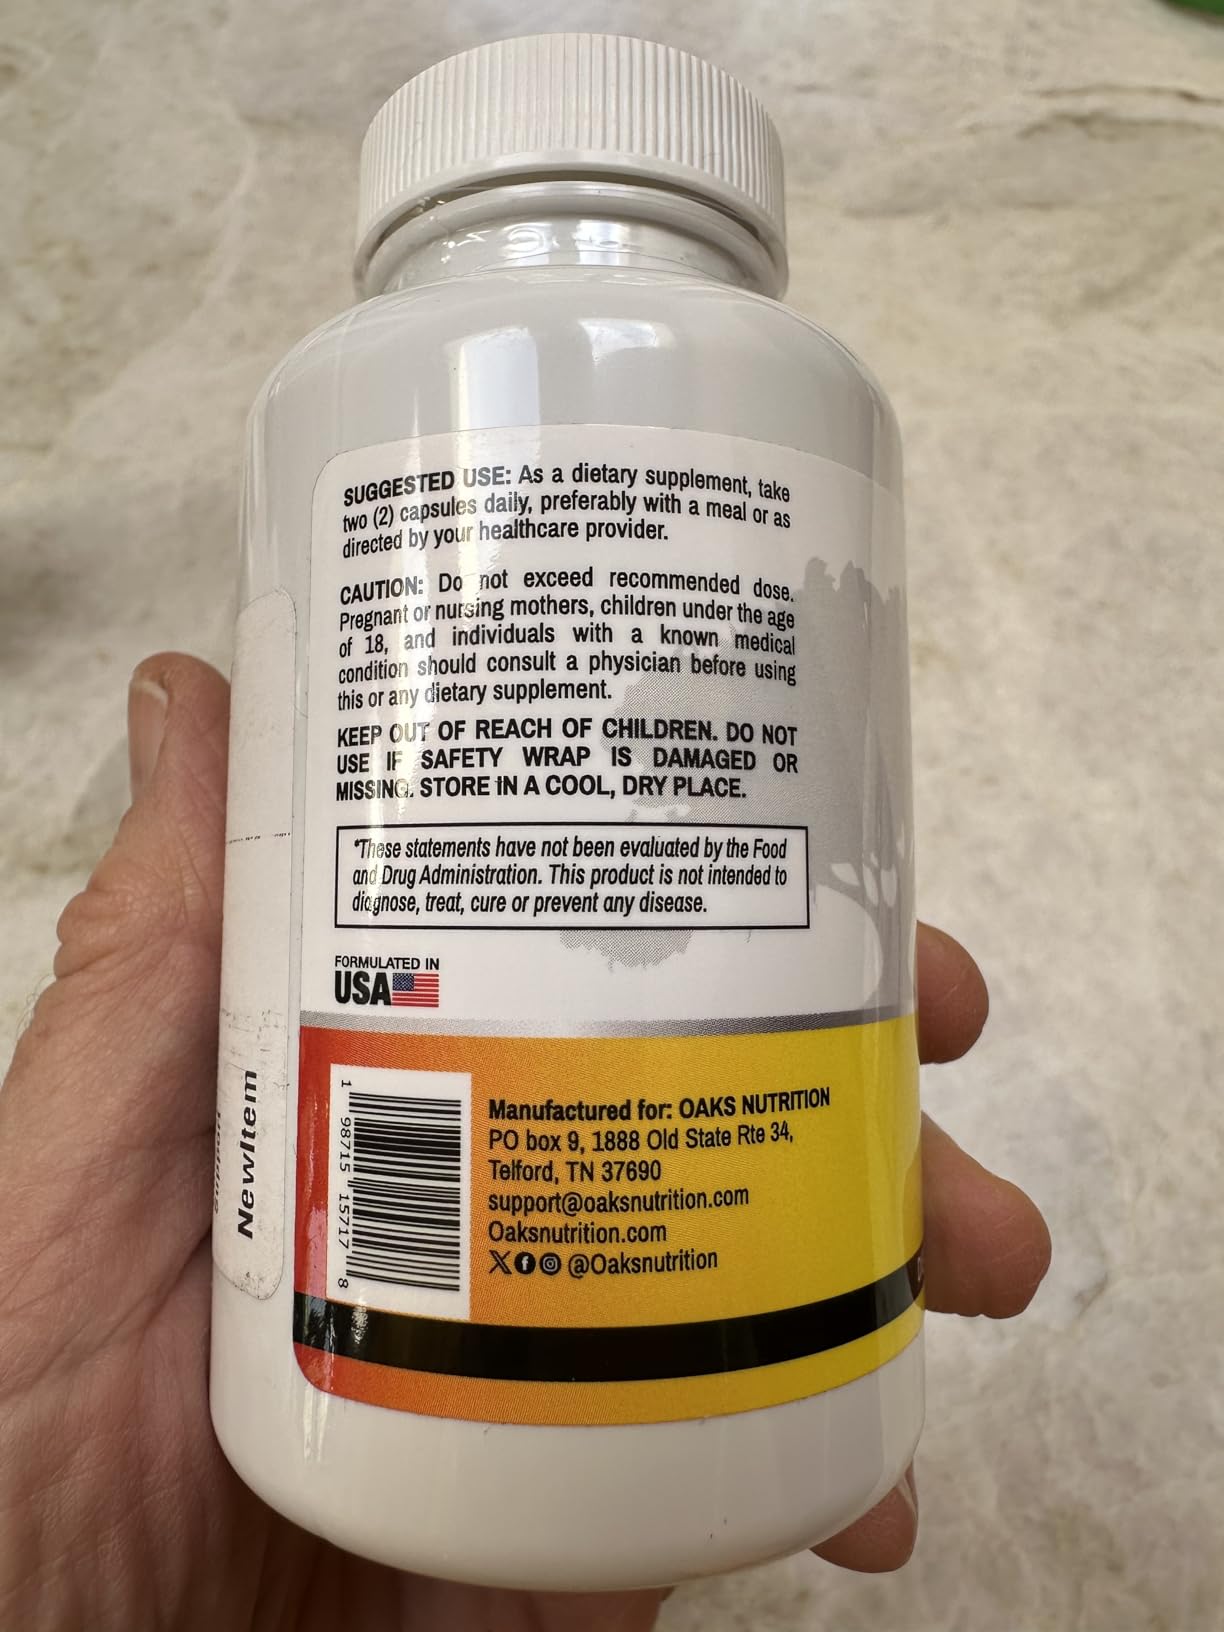 SUGGESTED USE: As a dietary supplement, take
two (2) capsules daily, preferably with a meal or as
directed by your healthcare provider.
CAUTION: Do not exceed recommended dose.
Pregnant or nursing mothers, children under the age
of 18, and individuals with a known medical
condition should consult a physician before using
this or any dietary supplement.
KEEP OUT OF REACH OF CHILDREN. DO NOT
USE IF SAFETY WRAP IS DAMAGED OR
MISSING. STORE IN A COOL, DRY PLACE.
*These statements have not been evaluated by the Food
and Drug Administration. This product is not intended to
diagnose, treat, cure or prevent any disease.
FORMULATED IN
USA
1 98715 15717 8
Manufactured for: OAKS NUTRITION
PO box 9, 1888 Old State Rte 34,
Telford, TN 37690
support@oaksnutrition.com
Oaksnutrition.com
@Oaksnutrition
NewItem